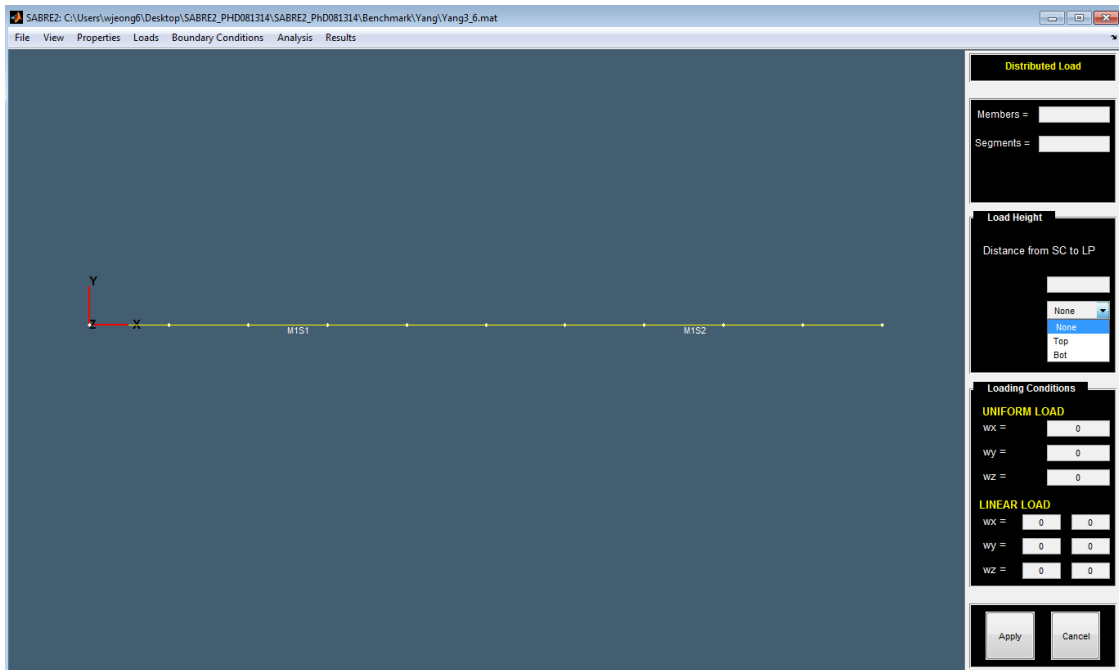 SABRE2: C:\Users\wjeong6\Desktop\SABRE2_PHD081314\SABRE2_PhD081314\Benchmark\Yang\Yang3_6.mat
File View Properties Loads Boundary Conditions Analysis Results
Distributed Load
Members =
Segments =
Load Height
Distance from SC to LP
None
None
Top
Bot
Y
Z X
M1S1 M1S2
Loading Conditions
UNIFORM LOAD
wx = 0
wy = 0
wz = 0
LINEAR LOAD
wx = 0 0
wy = 0 0
wz = 0 0
Apply Cancel